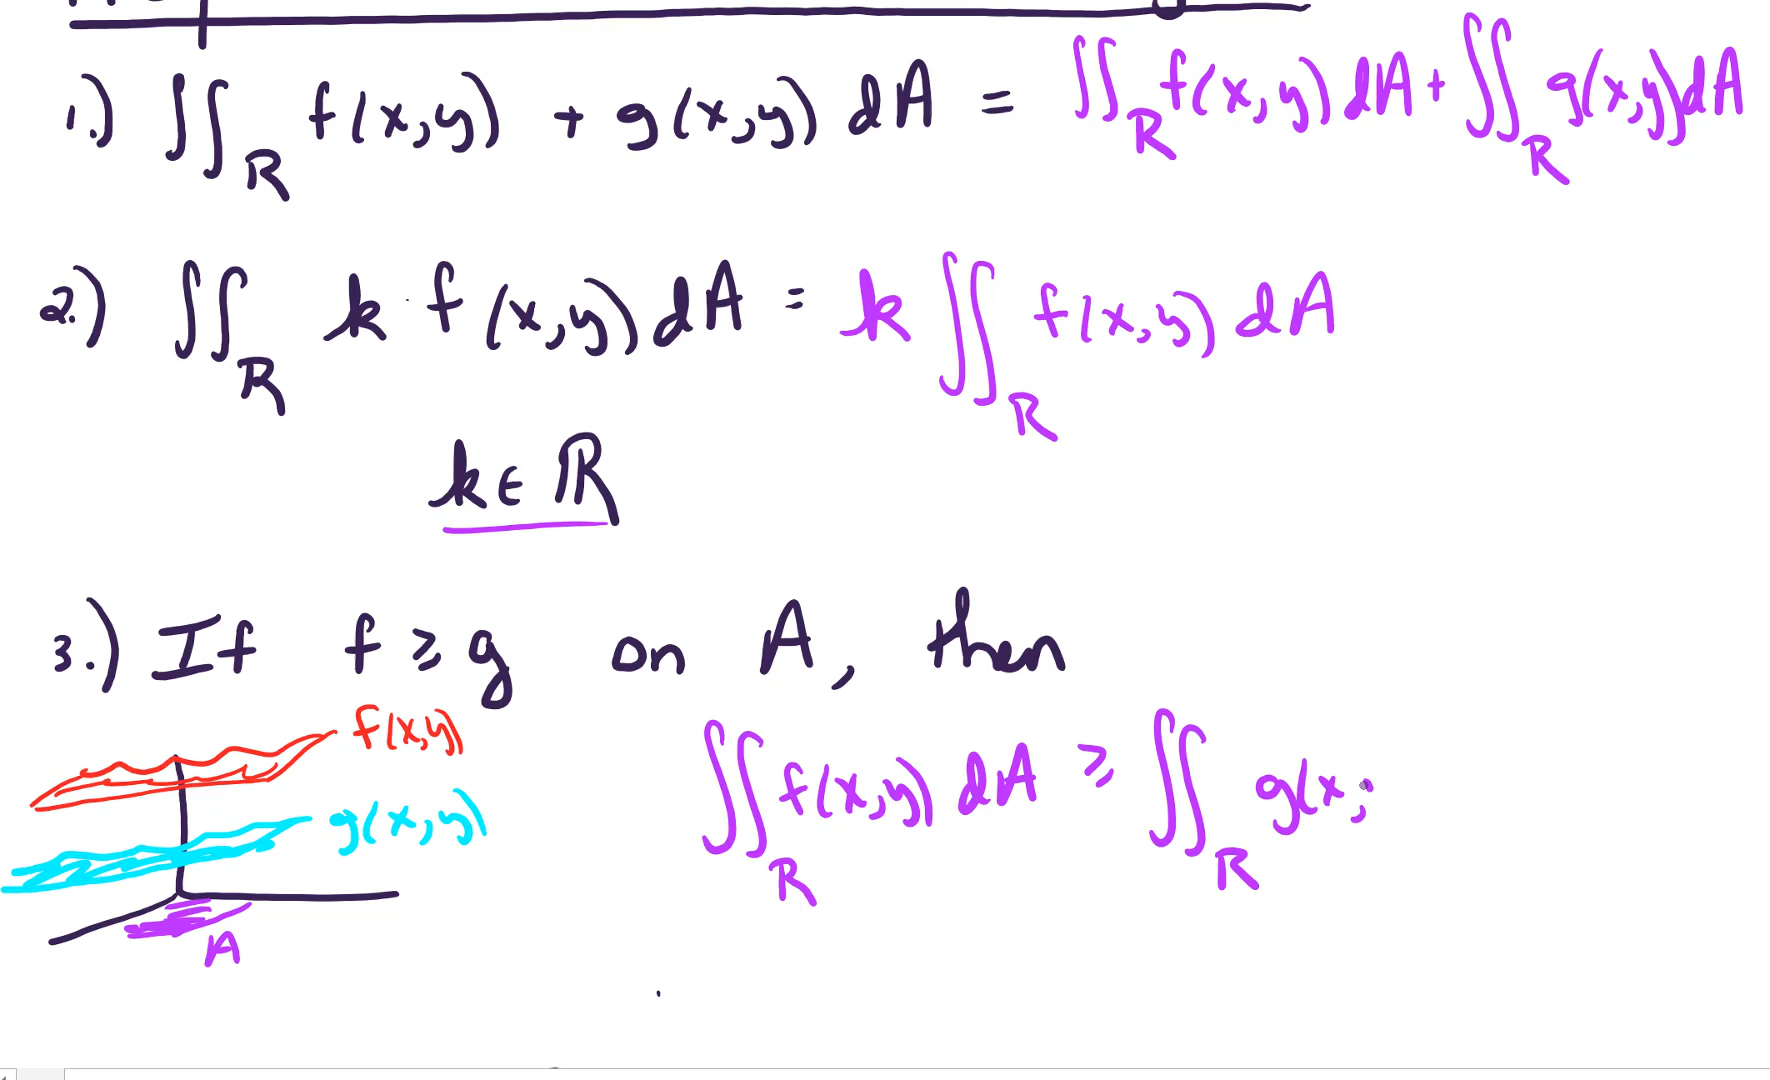 1.) ∬_R f(x,y) + g(x,y) dA = ∬_R f(x,y) dA + ∬_R g(x,y) dA
2.) ∬_R k · f(x,y) dA = k ∬_R f(x,y) dA
k ∈ ℝ
3.) If f ≥ g on A, then
f(x,y)
g(x,y)
A
∬_R f(x,y) dA ≥ ∬_R g(x,